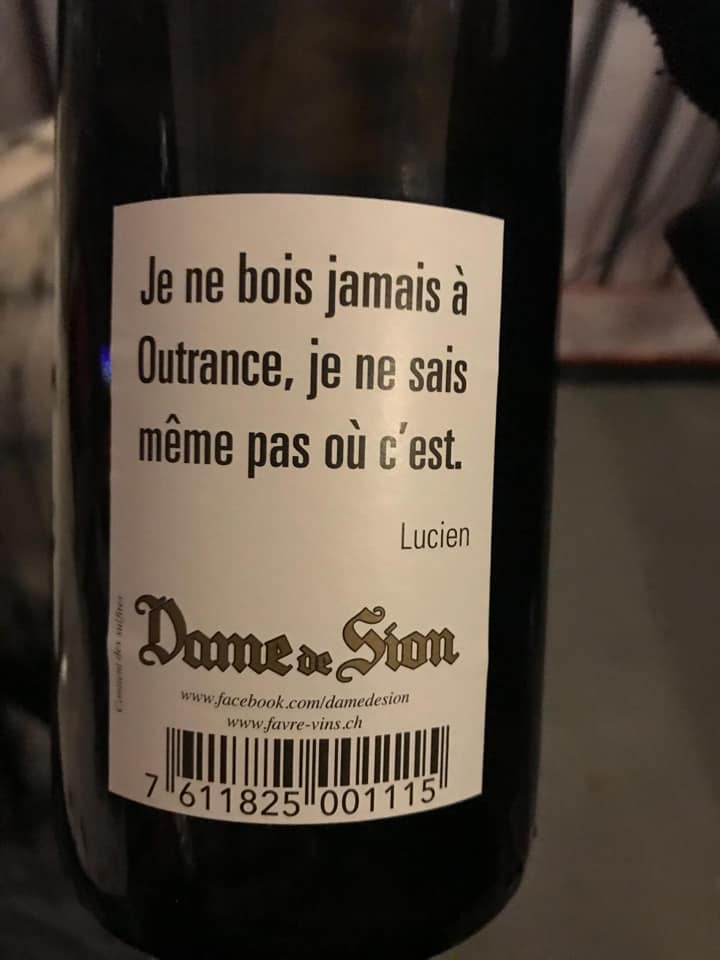 Je ne bois jamais à
Outrance, je ne sais
même pas où c'est.
Lucien
Dame de Sion
www.facebook.com/damedesion
www.favre-vins.ch
7 611825 001115
Contient des sulfites